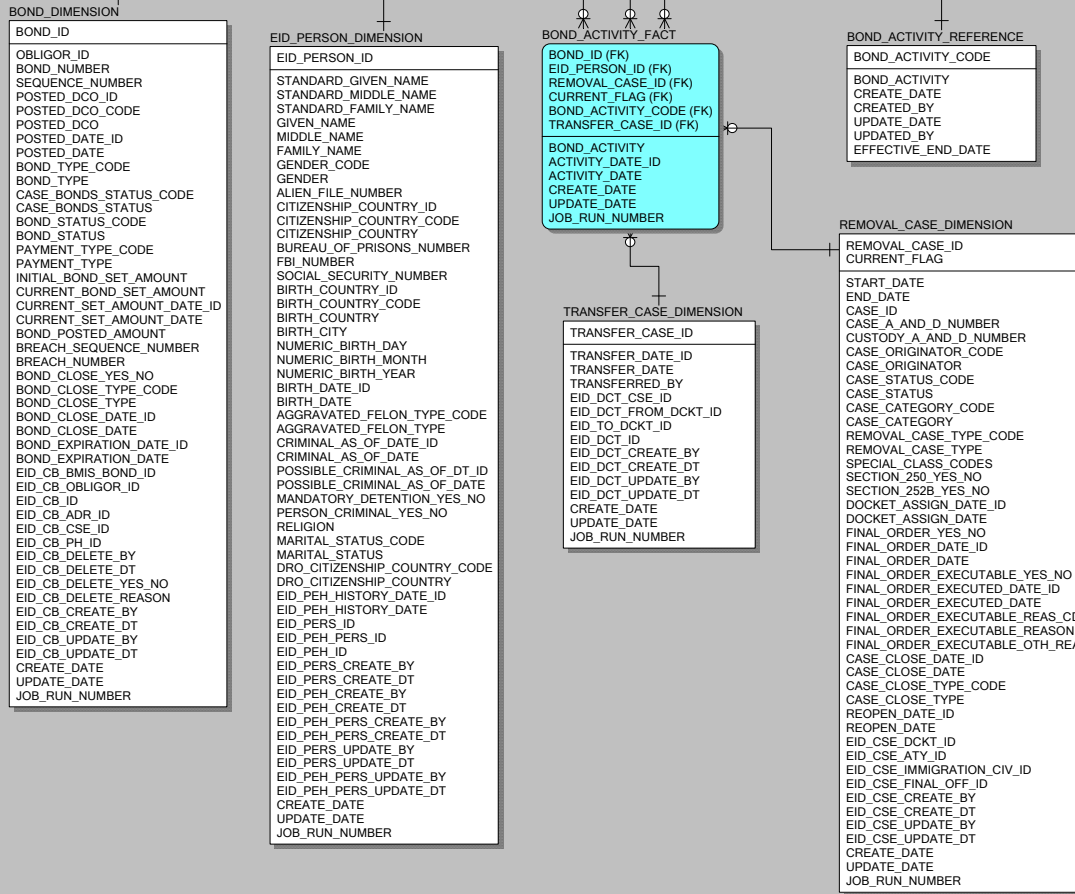 BOND_DIMENSION
BOND_ID
OBLIGOR_ID
BOND_NUMBER
SEQUENCE_NUMBER
POSTED_DCO_ID
POSTED_DCO_CODE
POSTED_DCO
POSTED_DATE_ID
POSTED_DATE
BOND_TYPE_CODE
BOND_TYPE
CASE_BONDS_STATUS_CODE
CASE_BONDS_STATUS
BOND_STATUS_CODE
BOND_STATUS
PAYMENT_TYPE_CODE
PAYMENT_TYPE
INITIAL_BOND_SET_AMOUNT
CURRENT_BOND_SET_AMOUNT
CURRENT_SET_AMOUNT_DATE_ID
CURRENT_SET_AMOUNT_DATE
BOND_POSTED_AMOUNT
BREACH_SEQUENCE_NUMBER
BREACH_NUMBER
BOND_CLOSE_YES_NO
BOND_CLOSE_TYPE_CODE
BOND_CLOSE_TYPE
BOND_CLOSE_DATE_ID
BOND_CLOSE_DATE
BOND_EXPIRATION_DATE_ID
BOND_EXPIRATION_DATE
EID_CB_BMIS_BOND_ID
EID_CB_OBLIGOR_ID
EID_CB_ID
EID_CB_ADR_ID
EID_CB_CSE_ID
EID_CB_PH_ID
EID_CB_DELETE_BY
EID_CB_DELETE_DT
EID_CB_DELETE_YES_NO
EID_CB_DELETE_REASON
EID_CB_CREATE_BY
EID_CB_CREATE_DT
EID_CB_UPDATE_BY
EID_CB_UPDATE_DT
CREATE_DATE
UPDATE_DATE
JOB_RUN_NUMBER
EID_PERSON_DIMENSION
EID_PERSON_ID
STANDARD_GIVEN_NAME
STANDARD_MIDDLE_NAME
STANDARD_FAMILY_NAME
GIVEN_NAME
MIDDLE_NAME
FAMILY_NAME
GENDER_CODE
GENDER
ALIEN_FILE_NUMBER
CITIZENSHIP_COUNTRY_ID
CITIZENSHIP_COUNTRY_CODE
CITIZENSHIP_COUNTRY
BUREAU_OF_PRISONS_NUMBER
FBI_NUMBER
SOCIAL_SECURITY_NUMBER
BIRTH_COUNTRY_ID
BIRTH_COUNTRY_CODE
BIRTH_COUNTRY
BIRTH_CITY
NUMERIC_BIRTH_DAY
NUMERIC_BIRTH_MONTH
NUMERIC_BIRTH_YEAR
BIRTH_DATE_ID
BIRTH_DATE
AGGRAVATED_FELON_TYPE_CODE
AGGRAVATED_FELON_TYPE
CRIMINAL_AS_OF_DATE_ID
CRIMINAL_AS_OF_DATE
POSSIBLE_CRIMINAL_AS_OF_DT_ID
POSSIBLE_CRIMINAL_AS_OF_DATE
MANDATORY_DETENTION_YES_NO
PERSON_CRIMINAL_YES_NO
RELIGION
MARITAL_STATUS_CODE
MARITAL_STATUS
DRO_CITIZENSHIP_COUNTRY_CODE
DRO_CITIZENSHIP_COUNTRY
EID_PEH_HISTORY_DATE_ID
EID_PEH_HISTORY_DATE
EID_PERS_ID
EID_PEH_PERS_ID
EID_PEH_ID
EID_PERS_CREATE_BY
EID_PERS_CREATE_DT
EID_PEH_CREATE_BY
EID_PEH_CREATE_DT
EID_PEH_PERS_CREATE_BY
EID_PEH_PERS_CREATE_DT
EID_PERS_UPDATE_BY
EID_PERS_UPDATE_DT
EID_PEH_PERS_UPDATE_BY
EID_PEH_PERS_UPDATE_DT
CREATE_DATE
UPDATE_DATE
JOB_RUN_NUMBER
BOND_ACTIVITY_FACT
BOND_ID (FK)
EID_PERSON_ID (FK)
REMOVAL_CASE_ID (FK)
CURRENT_FLAG (FK)
BOND_ACTIVITY_CODE (FK)
TRANSFER_CASE_ID (FK)
BOND_ACTIVITY
ACTIVITY_DATE_ID
ACTIVITY_DATE
CREATE_DATE
UPDATE_DATE
JOB_RUN_NUMBER
TRANSFER_CASE_DIMENSION
TRANSFER_CASE_ID
TRANSFER_DATE_ID
TRANSFER_DATE
TRANSFERRED_BY
EID_DCT_CSE_ID
EID_DCT_FROM_DCKT_ID
EID_TO_DCKT_ID
EID_DCT_ID
EID_DCT_CREATE_BY
EID_DCT_CREATE_DT
EID_DCT_UPDATE_BY
EID_DCT_UPDATE_DT
CREATE_DATE
UPDATE_DATE
JOB_RUN_NUMBER
BOND_ACTIVITY_REFERENCE
BOND_ACTIVITY_CODE
BOND_ACTIVITY
CREATE_DATE
CREATED_BY
UPDATE_DATE
UPDATED_BY
EFFECTIVE_END_DATE
REMOVAL_CASE_DIMENSION
REMOVAL_CASE_ID
CURRENT_FLAG
START_DATE
END_DATE
CASE_ID
CASE_A_AND_D_NUMBER
CUSTODY_A_AND_D_NUMBER
CASE_ORIGINATOR_CODE
CASE_ORIGINATOR
CASE_STATUS_CODE
CASE_STATUS
CASE_CATEGORY_CODE
CASE_CATEGORY
REMOVAL_CASE_TYPE_CODE
REMOVAL_CASE_TYPE
SPECIAL_CLASS_CODES
SECTION_250_YES_NO
SECTION_252B_YES_NO
DOCKET_ASSIGN_DATE_ID
DOCKET_ASSIGN_DATE
FINAL_ORDER_YES_NO
FINAL_ORDER_DATE_ID
FINAL_ORDER_DATE
FINAL_ORDER_EXECUTABLE_YES_NO
FINAL_ORDER_EXECUTED_DATE_ID
FINAL_ORDER_EXECUTED_DATE
FINAL_ORDER_EXECUTABLE_REAS_CD
FINAL_ORDER_EXECUTABLE_REASON
FINAL_ORDER_EXECUTABLE_OTH_REA
CASE_CLOSE_DATE_ID
CASE_CLOSE_DATE
CASE_CLOSE_TYPE_CODE
CASE_CLOSE_TYPE
REOPEN_DATE_ID
REOPEN_DATE
EID_CSE_DCKT_ID
EID_CSE_ATY_ID
EID_CSE_IMMIGRATION_CIV_ID
EID_CSE_FINAL_OFF_ID
EID_CSE_CREATE_BY
EID_CSE_CREATE_DT
EID_CSE_UPDATE_BY
EID_CSE_UPDATE_DT
CREATE_DATE
UPDATE_DATE
JOB_RUN_NUMBER